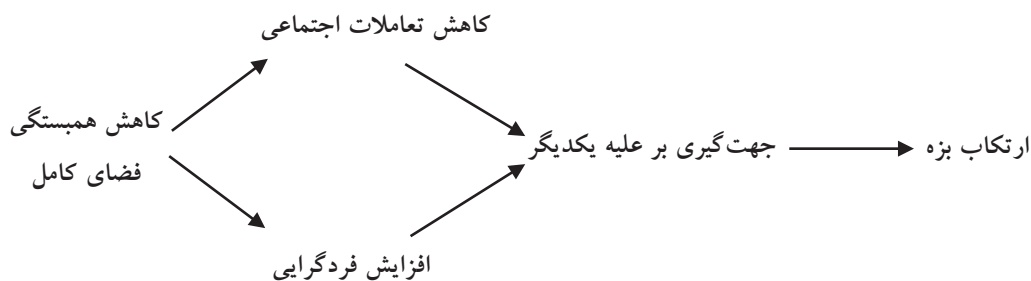 کاهش تعاملات اجتماعی
کاهش همبستگی
فضای کامل
جهت‌گیری بر علیه یکدیگر
ارتکاب بزه
افزایش فردگرایی